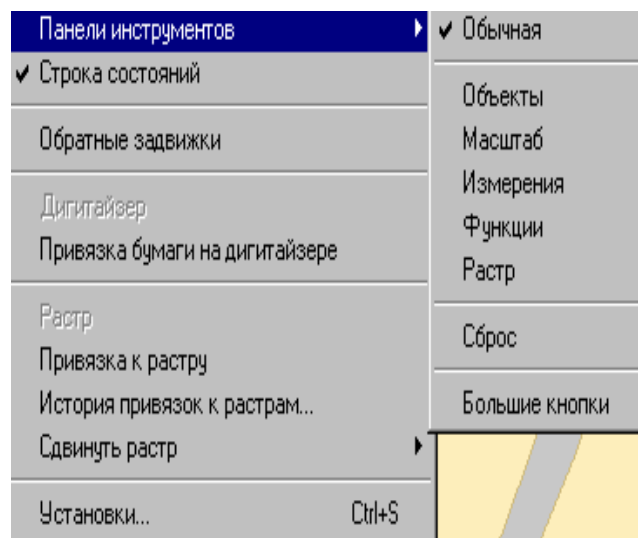 Панели инструментов
Строка состояний
Обратные задвижки
Дигитайзер
Привязка бумаги на дигитайзере
Растр
Привязка к растру
История привязок к растрам...
Сдвинуть растр
Установки... Ctrl+S
Обычная
Объекты
Масштаб
Измерения
Функции
Растр
Сброс
Большие кнопки